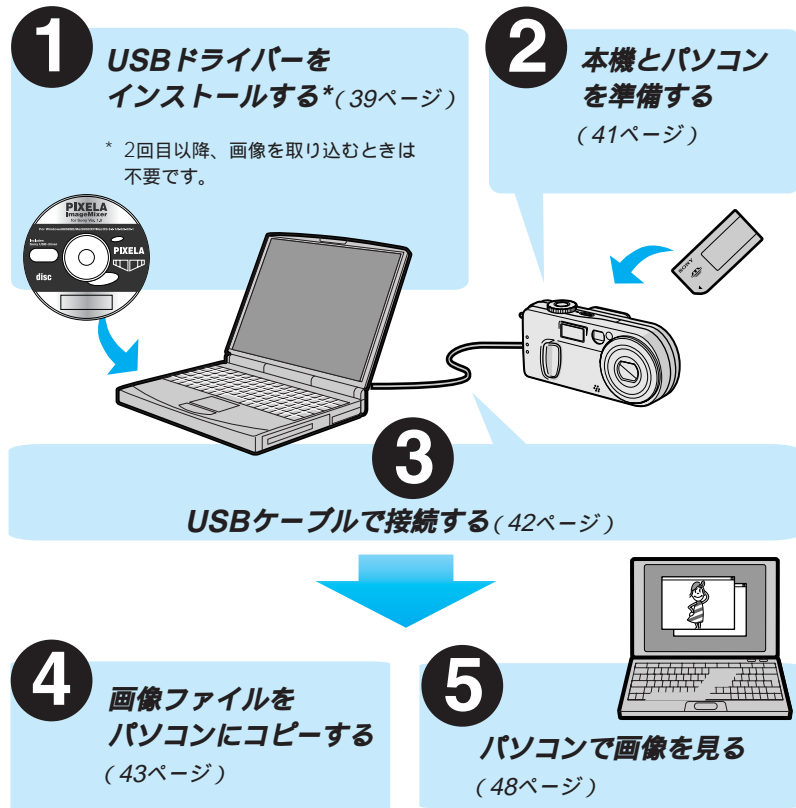 1
USBドライバーを
インストールする*(39ページ)
* 2回目以降、画像を取り込むときは
不要です。
PIXELA
ImageMixer
for Sony Ver. 1.0
PIXELA
disc
2
本機とパソコン
を準備する
(41ページ)
SONY
3
USBケーブルで接続する(42ページ)
4
画像ファイルを
パソコンにコピーする
(43ページ)
5
パソコンで画像を見る
(48ページ)